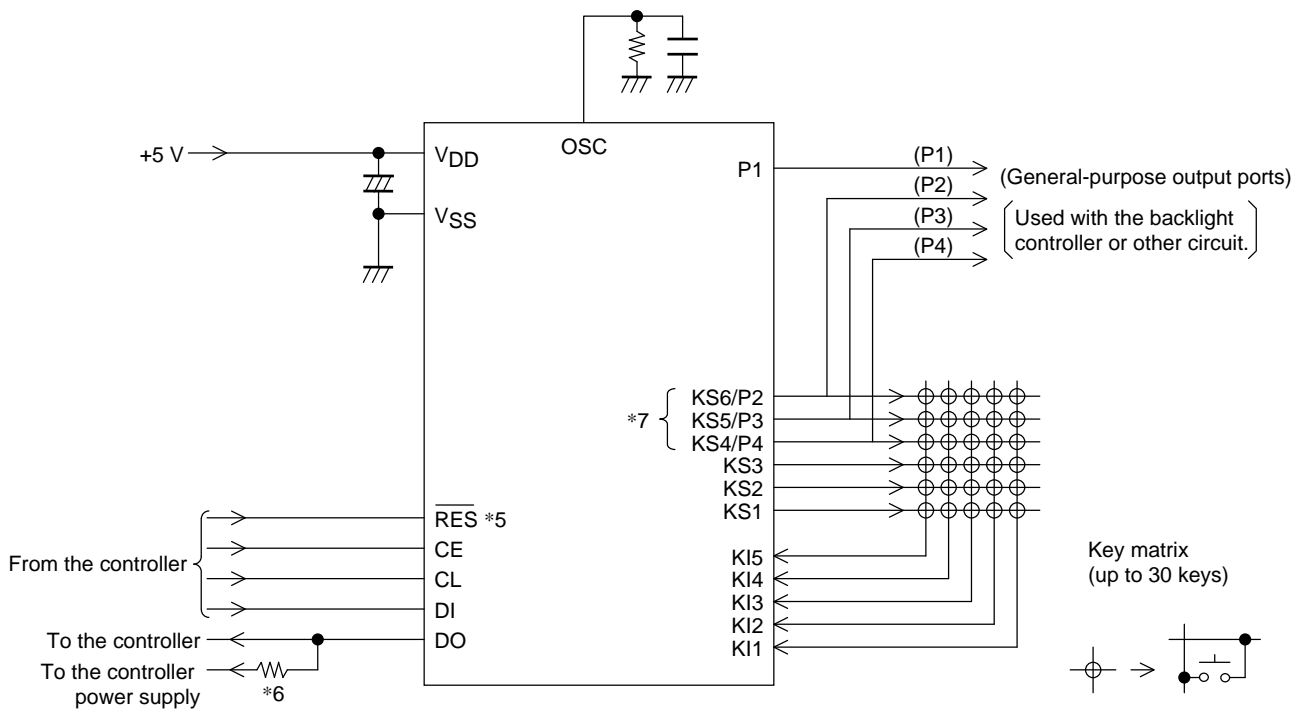 OSC
+5 V
VDD
VSS
P1
(P1)
(P2)
(P3)
(P4)
(General-purpose output ports)
Used with the backlight
controller or other circuit.
*7
KS6/P2
KS5/P3
KS4/P4
KS3
KS2
KS1
From the controller
RES *5
CE
CL
DI
DO
To the controller
To the controller
power supply
*6
KI5
KI4
KI3
KI2
KI1
Key matrix
(up to 30 keys)